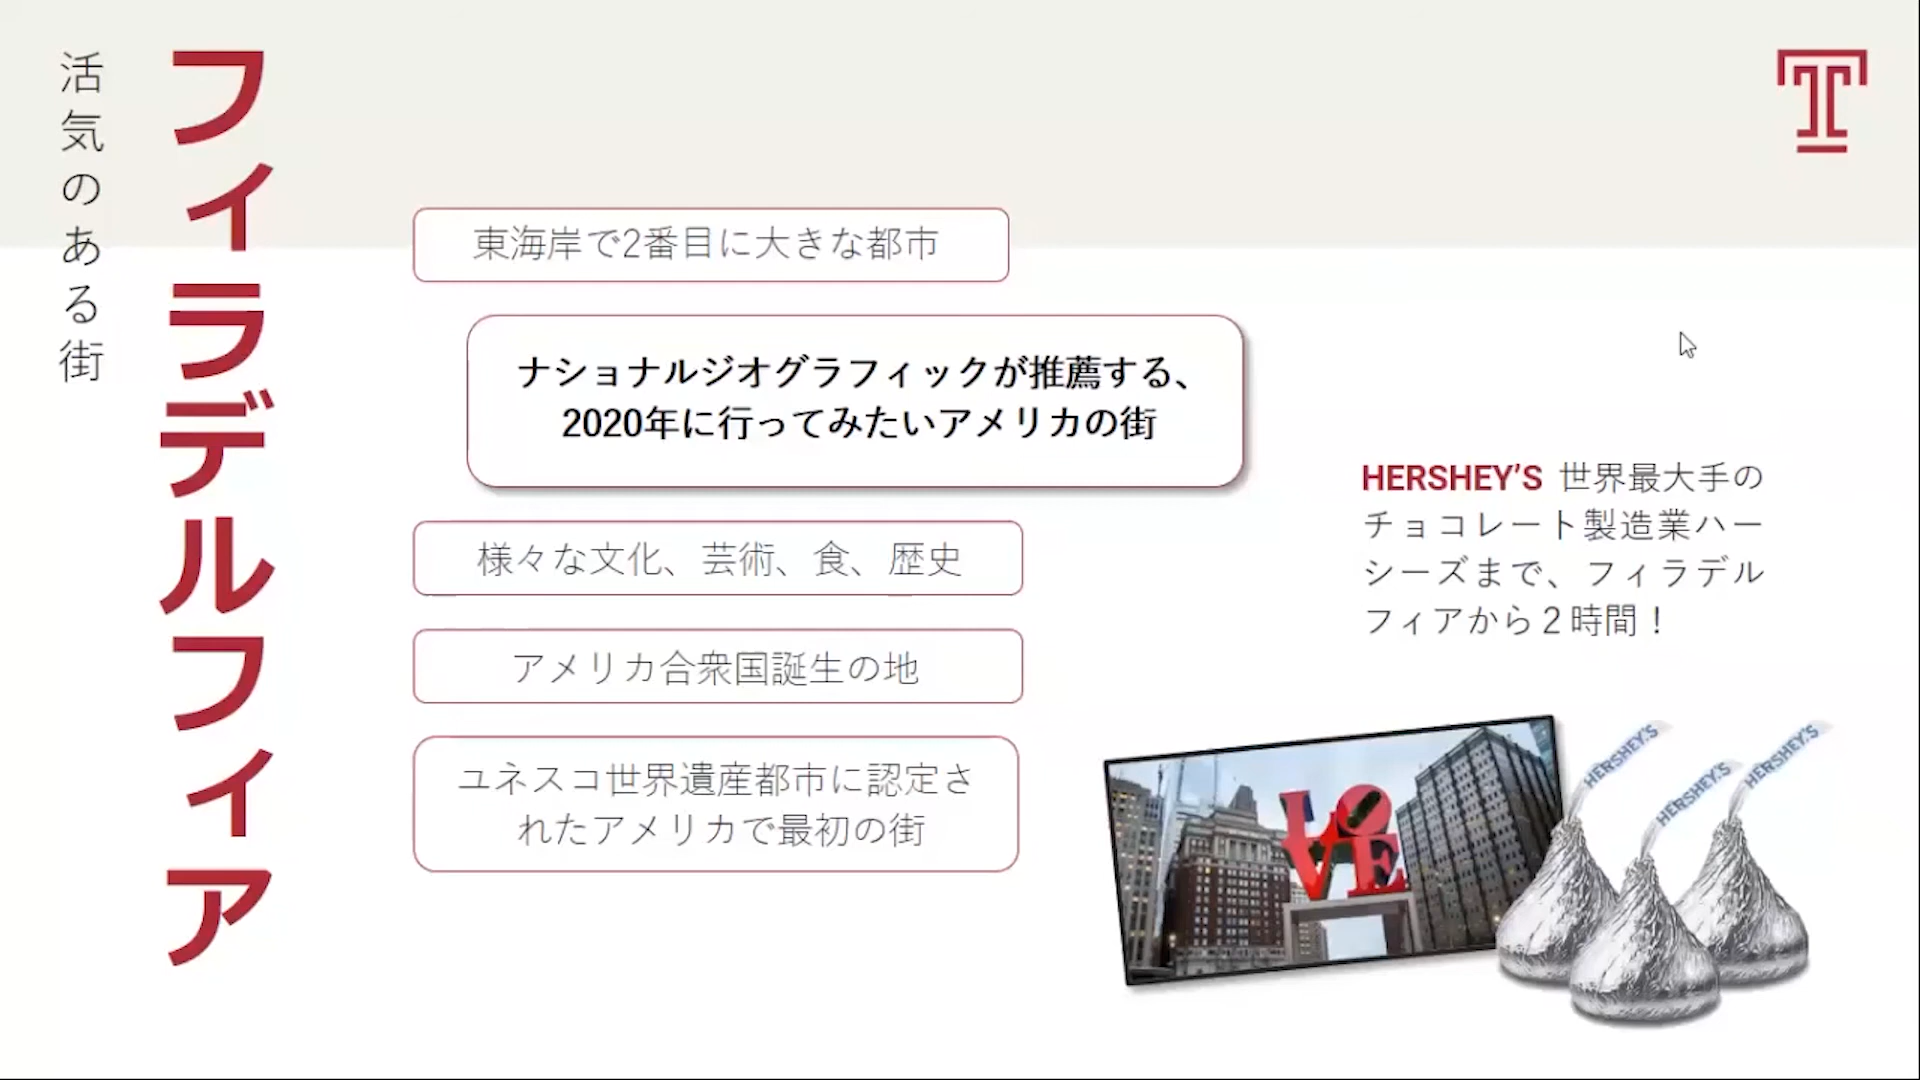 活気のある街
フィラデルフィア
東海岸で2番目に大きな都市
ナショナルジオグラフィックが推薦する、
2020年に行ってみたいアメリカの街
様々な文化、芸術、食、歴史
アメリカ合衆国誕生の地
ユネスコ世界遺産都市に認定さ
れたアメリカで最初の街
HERSHEY’S 世界最大手の
チョコレート製造業ハー
シーズまで、フィラデル
フィアから２時間！
LO
VE
HERSHEY'S
HERSHEY'S
HERSHEY'S
T